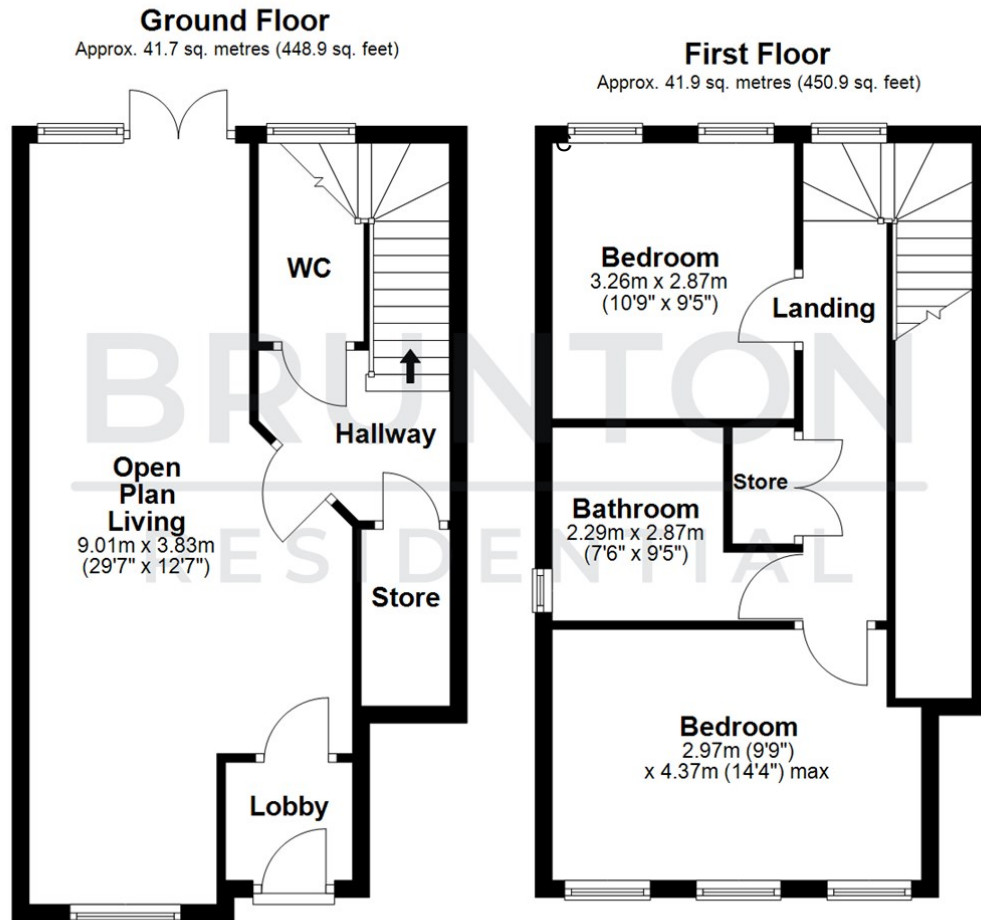 Ground Floor
Approx. 41.7 sq. metres (448.9 sq. feet)
WC
Hallway
Open
Plan
Living
9.01m x 3.83m
(29'7" x 12'7")
Store
Lobby
First Floor
Approx. 41.9 sq. metres (450.9 sq. feet)
C
Bedroom
3.26m x 2.87m
(10'9" x 9'5")
Landing
Store
Bathroom
2.29m x 2.87m
(7'6" x 9'5")
Bedroom
2.97m (9'9")
x 4.37m (14'4") max
BRUNTON
RESIDENTIAL